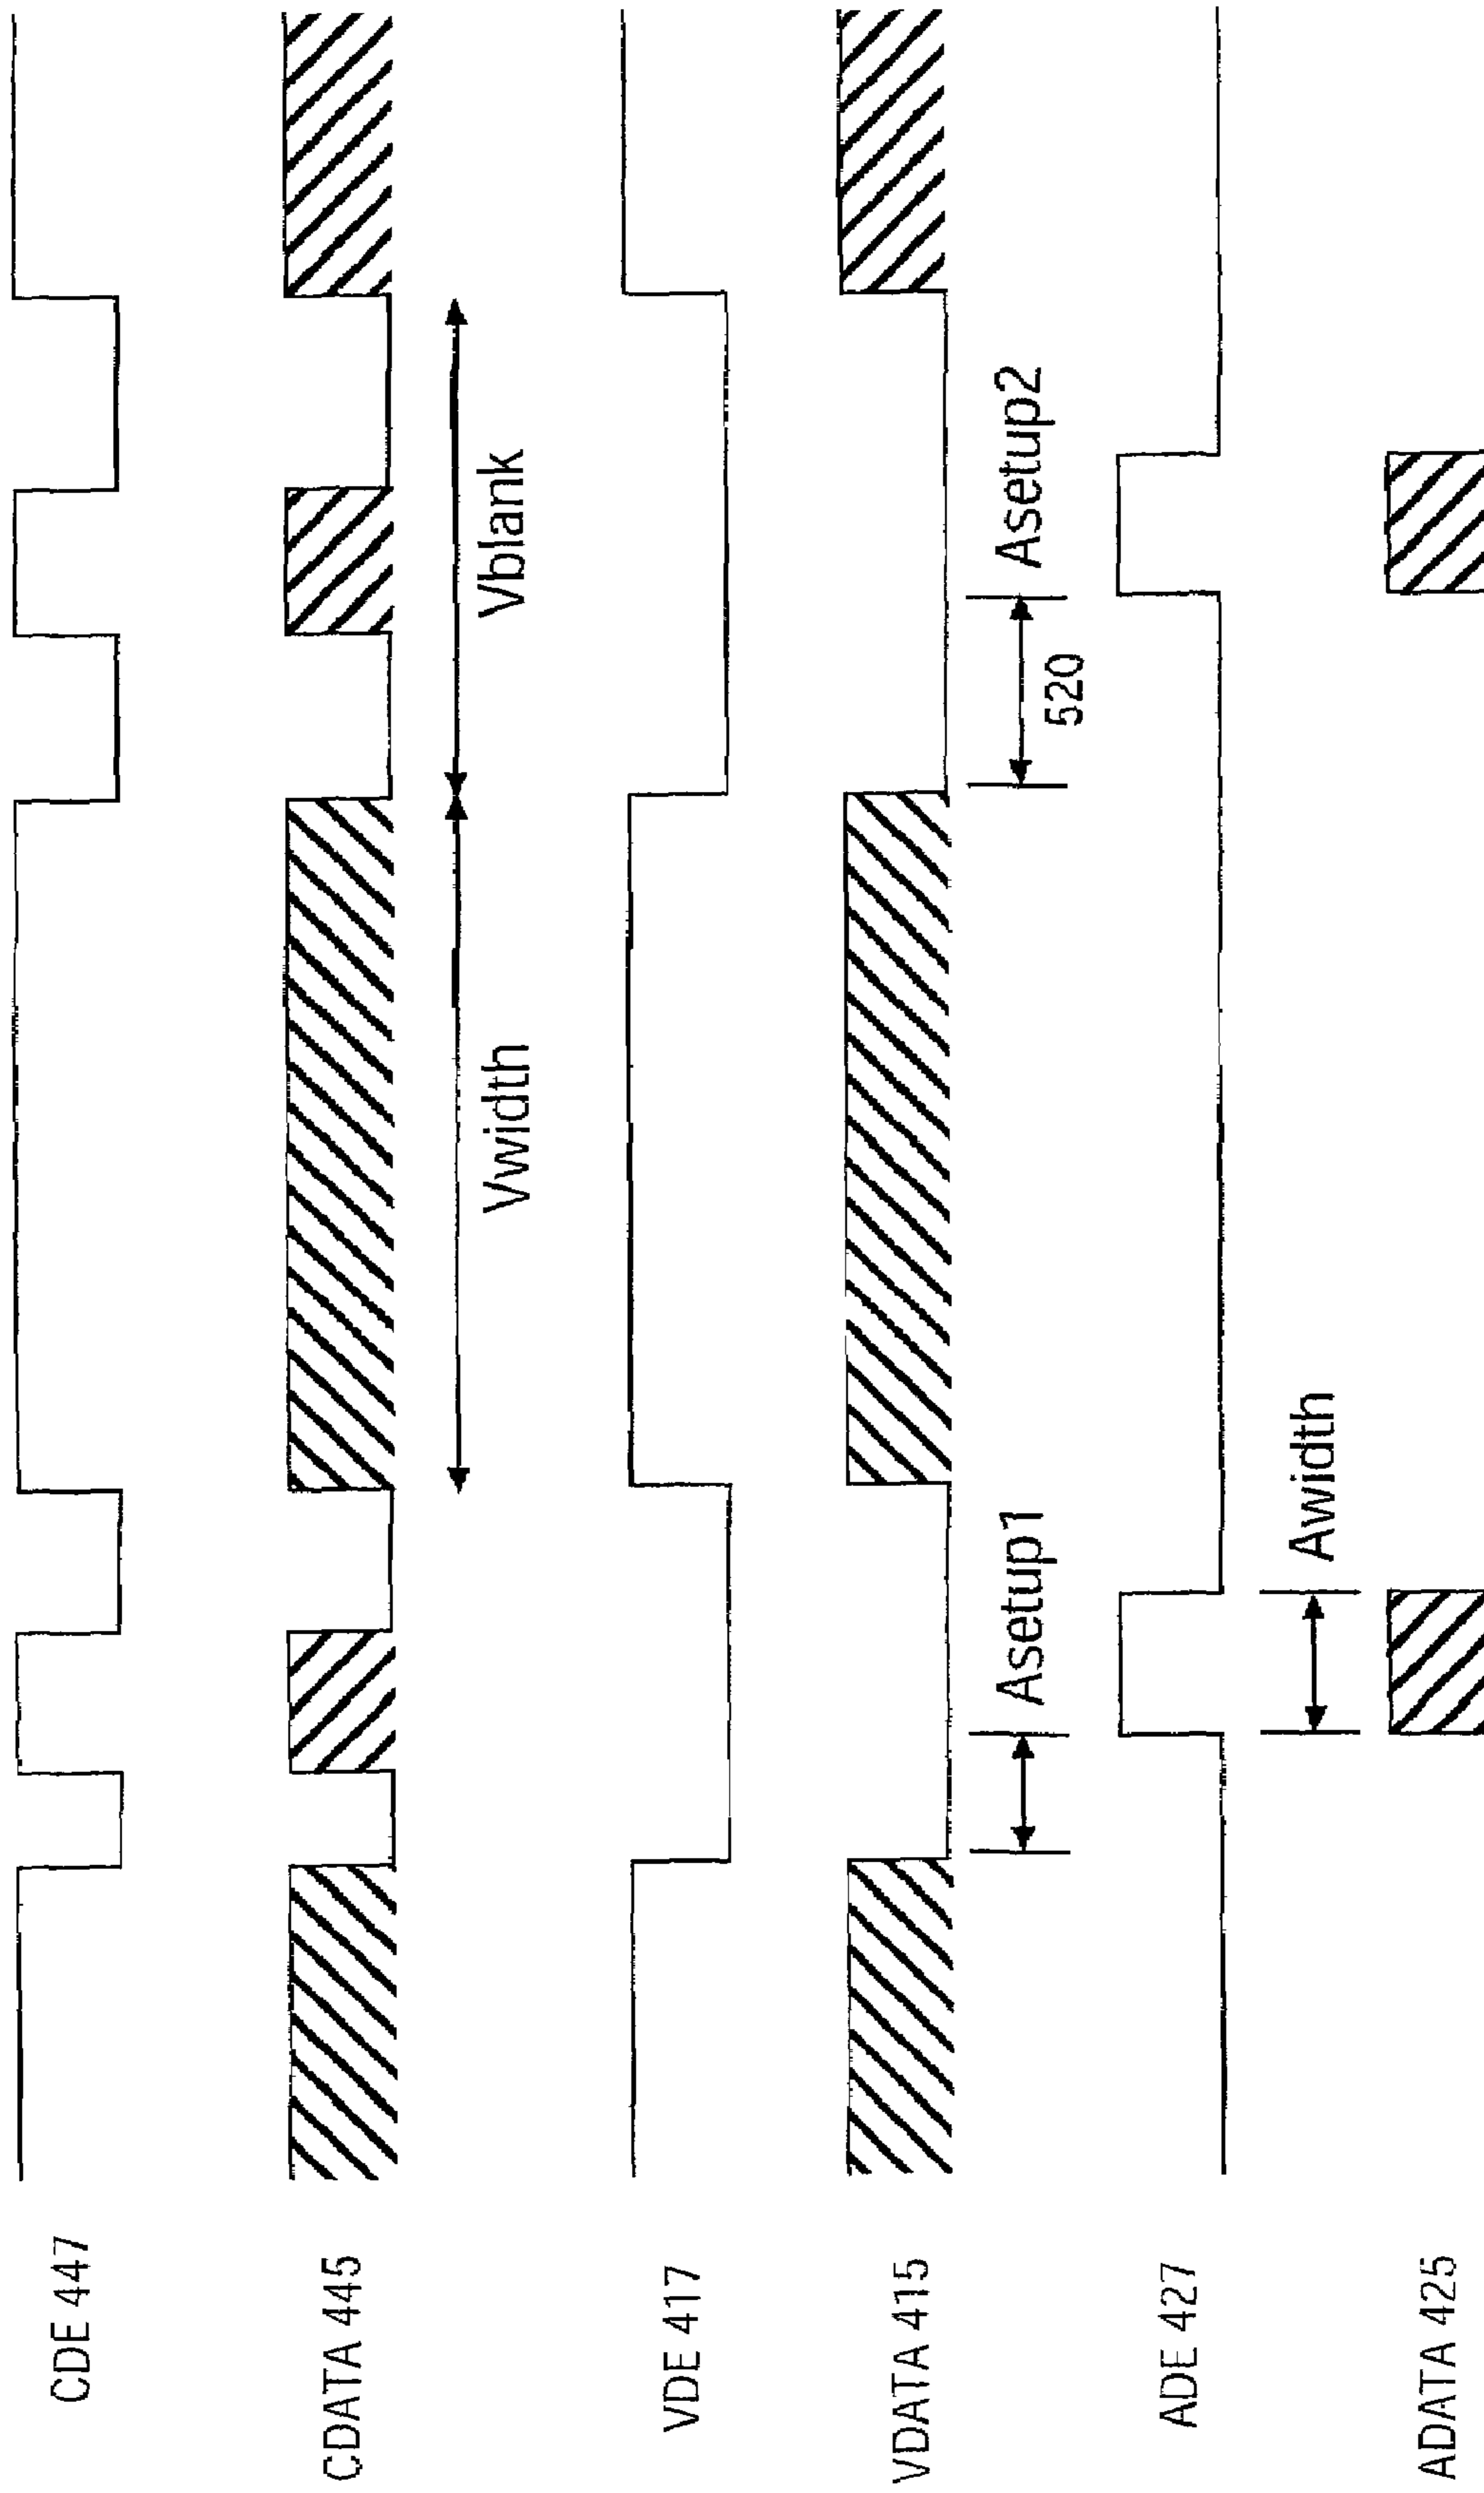 CDE 447
CDATA 445
Vwidth
Vblank
VDE 417
VDATA 415
Asetup1
520
Asetup2
ADE 427
Awidth
ADATA 425